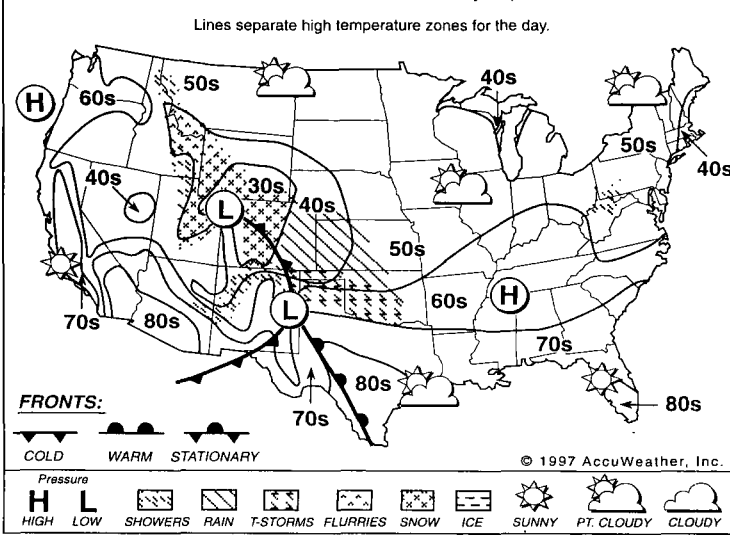 Lines separate high temperature zones for the day.
50s
40s
H
60s
50s
40s
40s
30s
40s
L
50s
60s
H
L
70s
80s
70s
80s
70s
80s
FRONTS:
COLD WARM STATIONARY
© 1997 AccuWeather, Inc.
Pressure
H L
HIGH LOW SHOWERS RAIN T-STORMS FLURRIES SNOW ICE SUNNY PT. CLOUDY CLOUDY